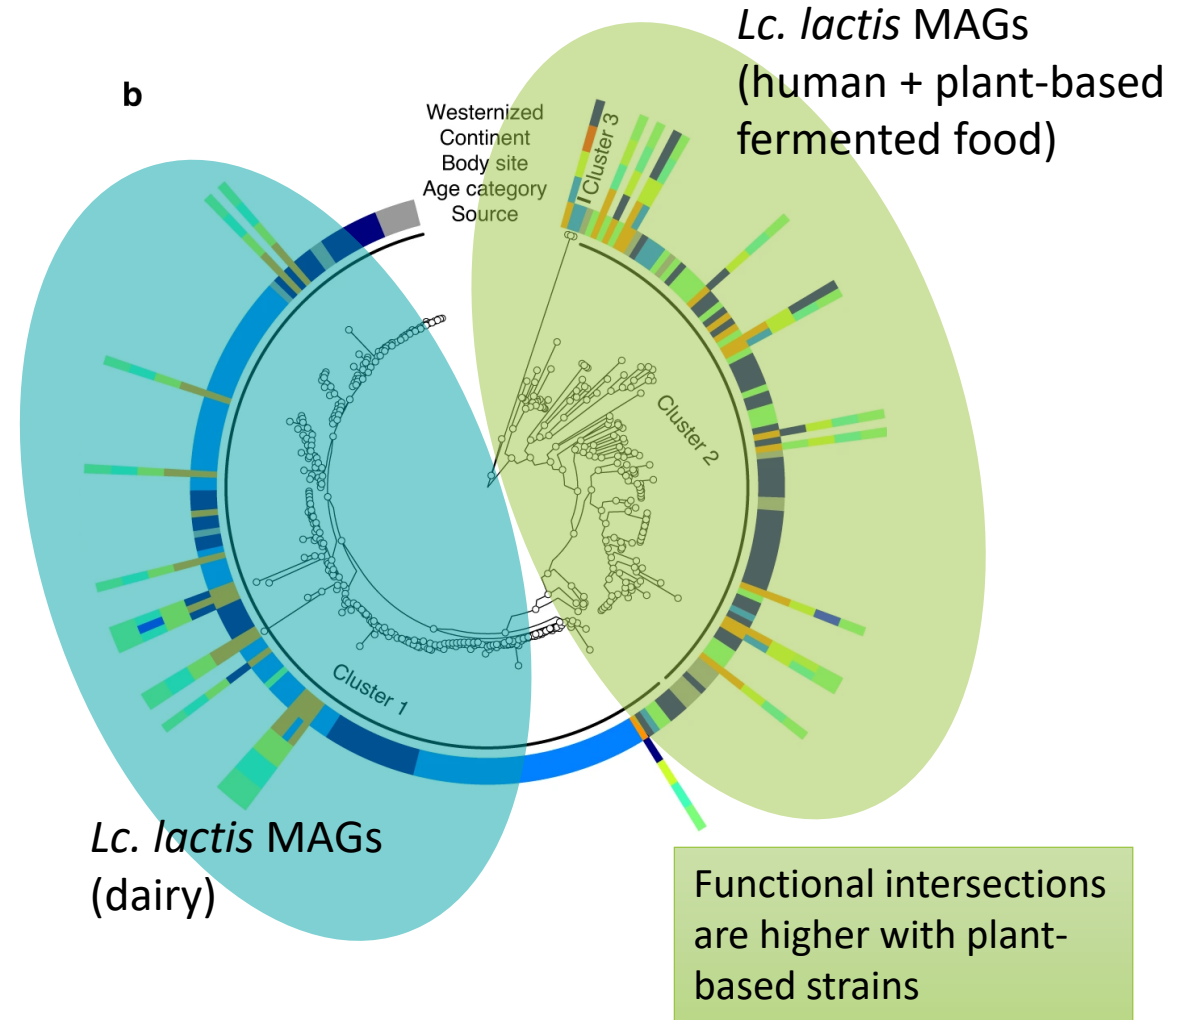 Lc. lactis MAGs
(human + plant-based
fermented food)
b
Westernized
Continent
Body site
Age category
Source
Cluster 3
Cluster 2
Cluster 1
Lc. lactis MAGs
(dairy)
Functional intersections
are higher with plant-
based strains